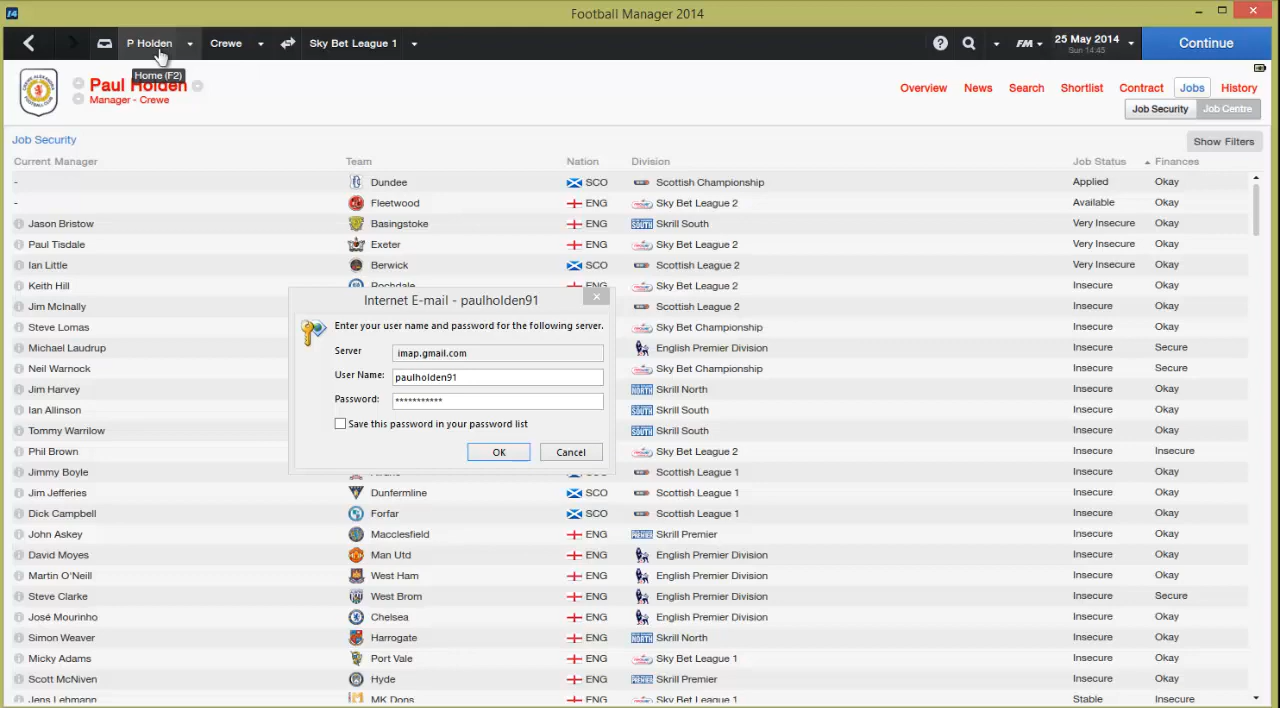 Football Manager 2014
P Holden Crewe Sky Bet League 1 FM 25 May 2014 Continue
Sun 14:45
Home (F2)
Paul Holden
Manager - Crewe
Overview News Search Shortlist Contract Jobs History
Job Security Job Centre
Job Security Show Filters
Current Manager Team Nation Division Job Status Finances
- Dundee SCO Scottish Championship Applied Okay
- Fleetwood ENG Sky Bet League 2 Available Okay
Jason Bristow Basingstoke ENG Skrill South Very Insecure Okay
Paul Tisdale Exeter ENG Sky Bet League 2 Very Insecure Okay
Ian Little Berwick SCO Scottish League 2 Very Insecure Okay
Keith Hill Rochdale ENG Sky Bet League 2 Insecure Okay
Jim McInally Scottish League 2 Insecure Okay
Steve Lomas Sky Bet Championship Insecure Okay
Michael Laudrup English Premier Division Insecure Secure
Neil Warnock Sky Bet Championship Insecure Secure
Jim Harvey Skrill North Insecure Okay
Ian Allinson Skrill South Insecure Okay
Tommy Warrilow Skrill South Insecure Okay
Phil Brown Sky Bet League 2 Insecure Insecure
Jimmy Boyle Airdrie SCO Scottish League 1 Insecure Okay
Jim Jefferies Dunfermline SCO Scottish League 1 Insecure Okay
Dick Campbell Forfar SCO Scottish League 1 Insecure Okay
John Askey Macclesfield ENG Skrill Premier Insecure Okay
David Moyes Man Utd ENG English Premier Division Insecure Okay
Martin O'Neill West Ham ENG English Premier Division Insecure Okay
Steve Clarke West Brom ENG English Premier Division Insecure Secure
José Mourinho Chelsea ENG English Premier Division Insecure Okay
Simon Weaver Harrogate ENG Skrill North Insecure Okay
Micky Adams Port Vale ENG Sky Bet League 1 Insecure Okay
Scott McNiven Hyde ENG Skrill Premier Insecure Okay
Jens Lehmann MK Dons ENG Sky Bet League 1 Stable Insecure
Internet E-mail - paulholden91
Enter your user name and password for the following server.
Server imap.gmail.com
User Name: paulholden91
Password: ***********
Save this password in your password list
OK Cancel